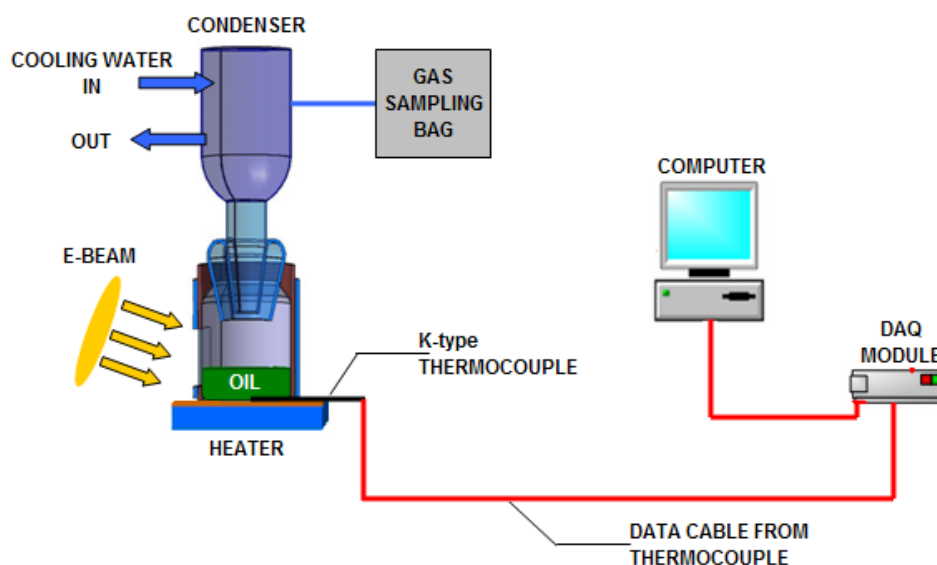 CONDENSER
COOLING WATER
IN
OUT
GAS
SAMPLING
BAG
COMPUTER
E-BEAM
K-type
THERMOCOUPLE
DAQ
MODULE
OIL
HEATER
DATA CABLE FROM
THERMOCOUPLE